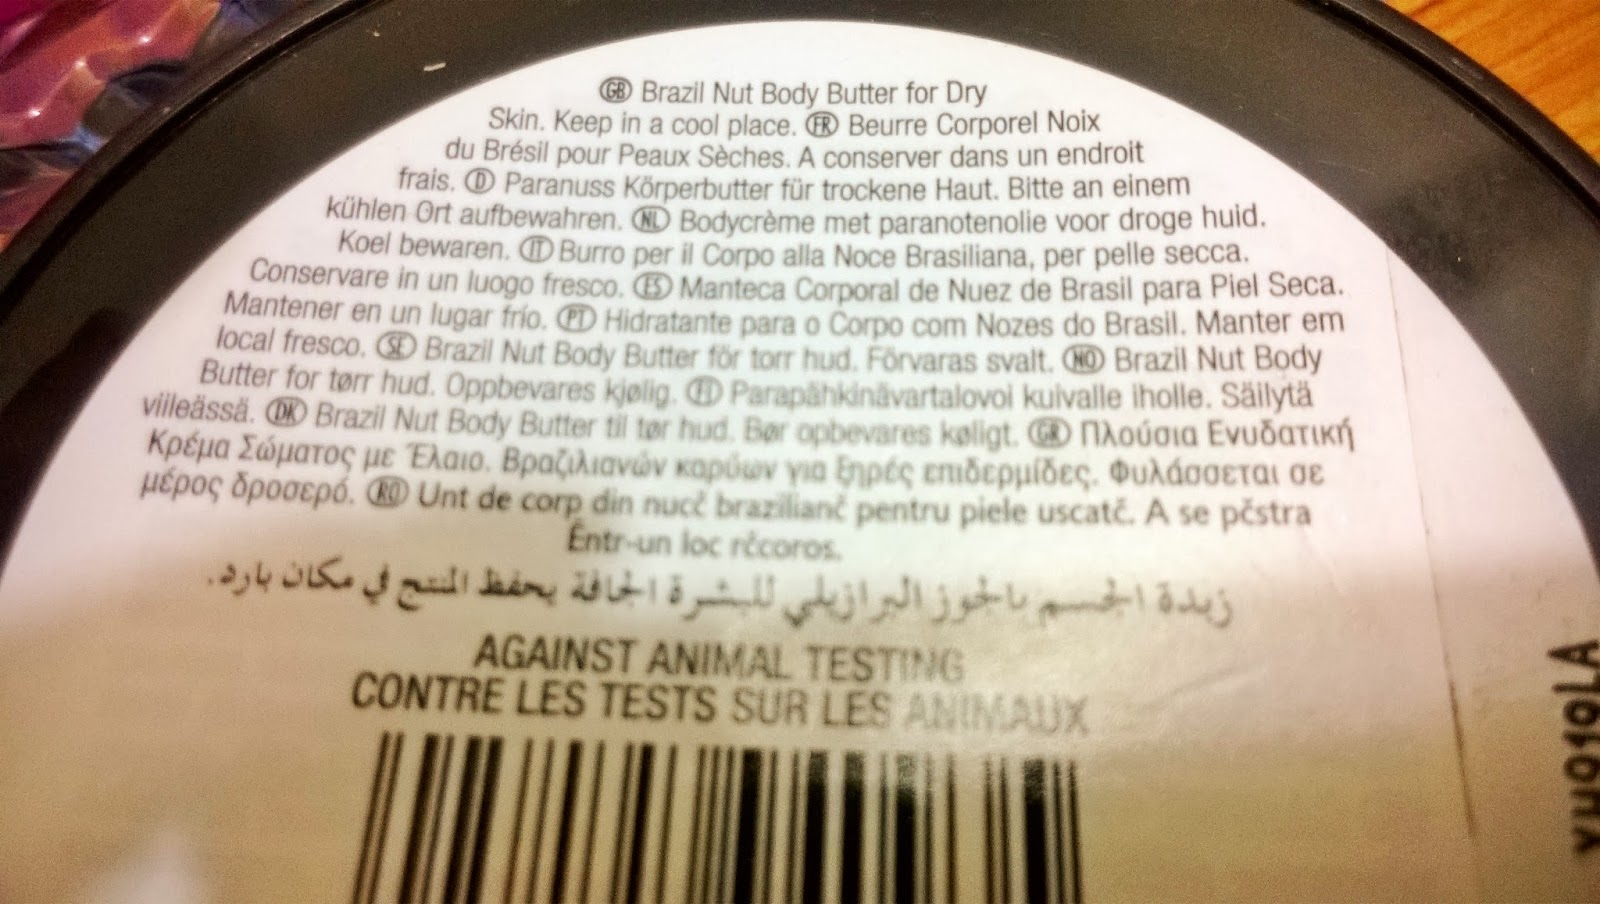 GB Brazil Nut Body Butter for Dry
Skin. Keep in a cool place. FR Beurre Corporel Noix
du Brésil pour Peaux Sèches. A conserver dans un endroit
frais. D Paranuss Körperbutter für trockene Haut. Bitte an einem
kühlen Ort aufbewahren. NL Bodycrème met paranotenolie voor droge huid.
Koel bewaren. IT Burro per il Corpo alla Noce Brasiliana, per pelle secca.
Conservare in un luogo fresco. ES Manteca Corporal de Nuez de Brasil para Piel Seca.
Mantener en un lugar frío. PT Hidratante para o Corpo com Nozes do Brasil. Manter em
local fresco. SE Brazil Nut Body Butter för torr hud. Förvaras svalt. NO Brazil Nut Body
Butter for tørr hud. Oppbevares kjølig. FI Parapähkinävartalovoi kuivalle iholle. Säilytä
viileässä. DK Brazil Nut Body Butter til tør hud. Bør opbevares køligt. GR Πλούσια Ενυδατική
Κρέμα Σώματος με Έλαιο. Βραζιλιανών καρύων για ξηρές επιδερμίδες. Φυλάσσεται σε
μέρος δροσερό. RO Unt de corp din nucč brazilianč pentru piele uscatč. A se pčstra
Entr-un loc rčcoros.
زبدة الجسم بالجوز البرازيلي للبشرة الجافة يحفظ المنتج في مكان بارد.
AGAINST ANIMAL TESTING
CONTRE LES TESTS SUR LES ANIMAUX
YH919LA